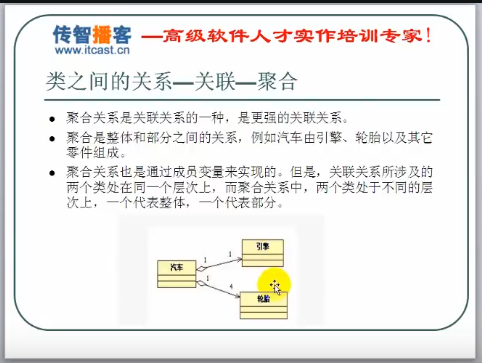 传智播客
www.itcast.cn
—高级软件人才实作培训专家!
类之间的关系—关联—聚合
聚合关系是关联关系的一种，是更强的关联关系。
聚合是整体和部分之间的关系，例如汽车由引擎、轮胎以及其它
零件组成。
聚合关系也是通过成员变量来实现的。但是，关联关系所涉及的
两个类处在同一个层次上，而聚合关系中，两个类处于不同的层
次上，一个代表整体，一个代表部分。
引擎
1
1
汽车
1
4
轮胎